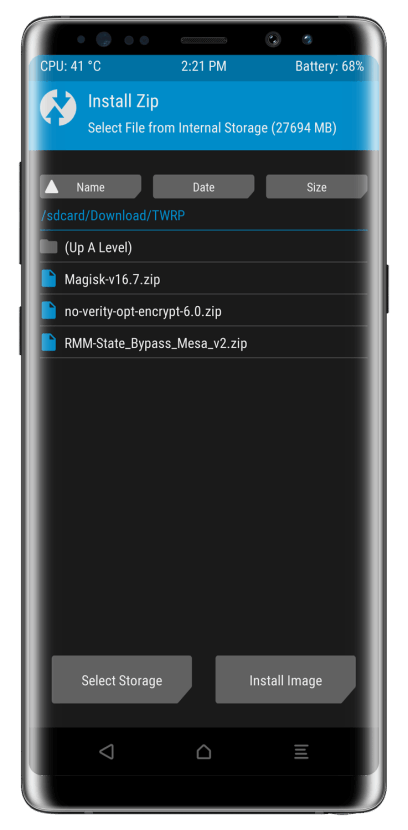 CPU: 41 °C 2:21 PM Battery: 68%
Install Zip
Select File from Internal Storage (27694 MB)
Name Date Size
/sdcard/Download/TWRP
(Up A Level)
Magisk-v16.7.zip
no-verity-opt-encrypt-6.0.zip
RMM-State_Bypass_Mesa_v2.zip
Select Storage Install Image